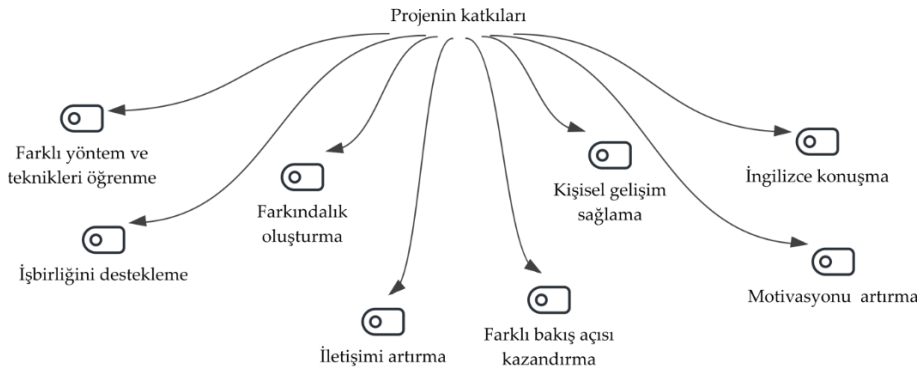 Projenin katkıları
Farklı yöntem ve
teknikleri öğrenme
Farkındalık
oluşturma
Kişisel gelişim
sağlama
İngilizce konuşma
İşbirliğini destekleme
İletişimi artırma
Farklı bakış açısı
kazandırma
Motivasyonu artırma